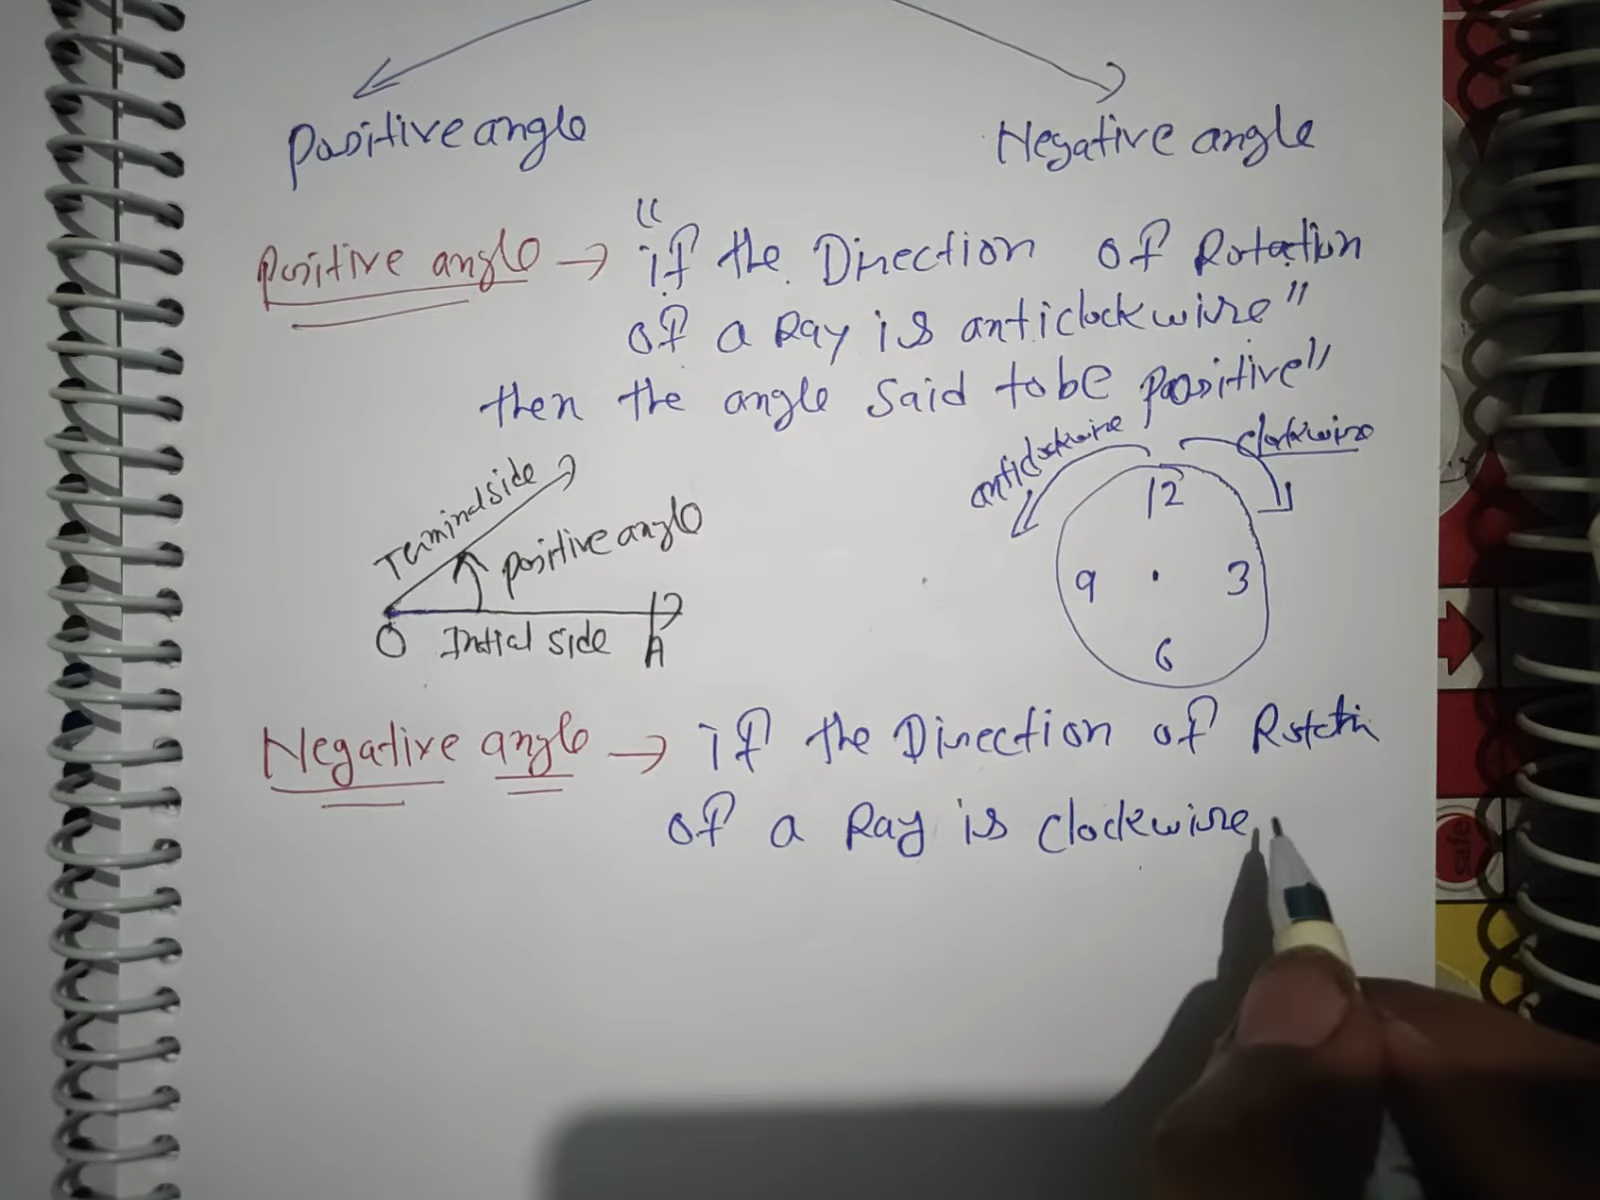 Positive angle
Negative angle
Positive angle → "if the Direction of Rotation
of a Ray is anticlockwise"
then the angle said to be positive"
anticlockwise
clockwise
12
9
3
6
Terminal side
positive angle
O
Initial side
A
Negative angle → if the Direction of Rotation
of a Ray is clockwise
safe